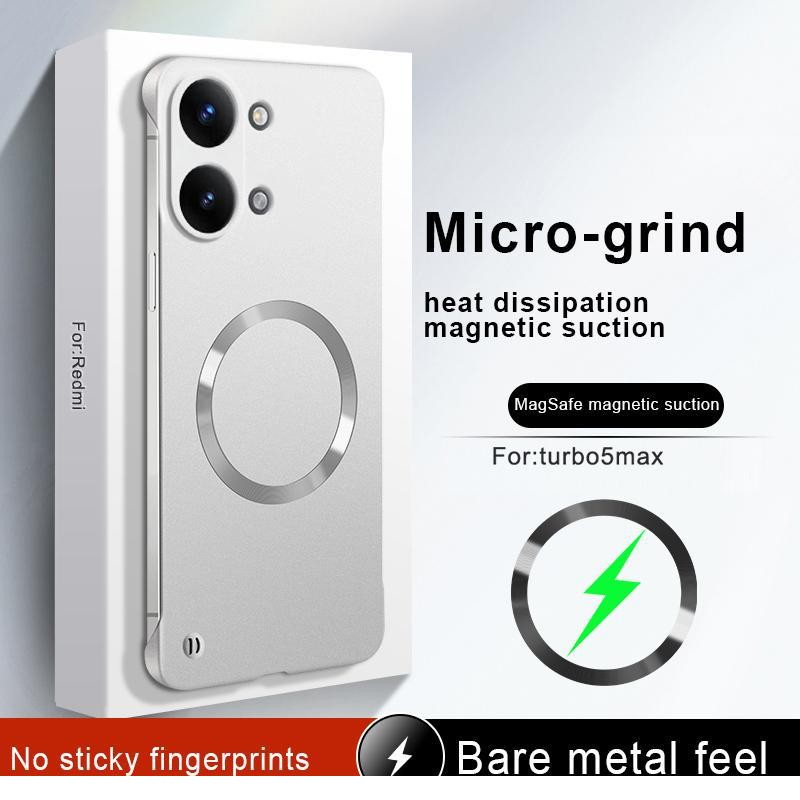 For:Redmi
Micro-grind
heat dissipation
magnetic suction
MagSafe magnetic suction
For:turbo5max
No sticky fingerprints
Bare metal feel